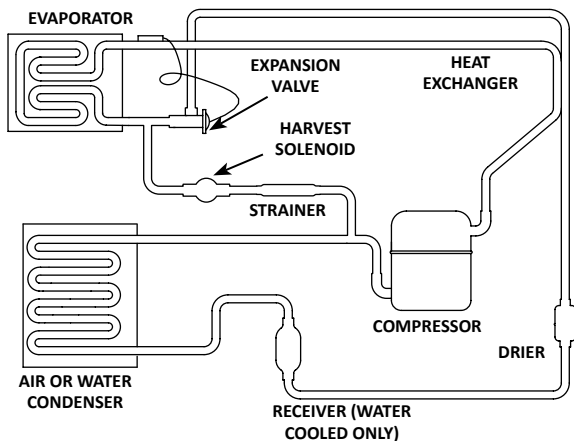 EVAPORATOR
EXPANSION
VALVE
HEAT
EXCHANGER
HARVEST
SOLENOID
STRAINER
COMPRESSOR
DRIER
AIR OR WATER
CONDENSER
RECEIVER (WATER
COOLED ONLY)